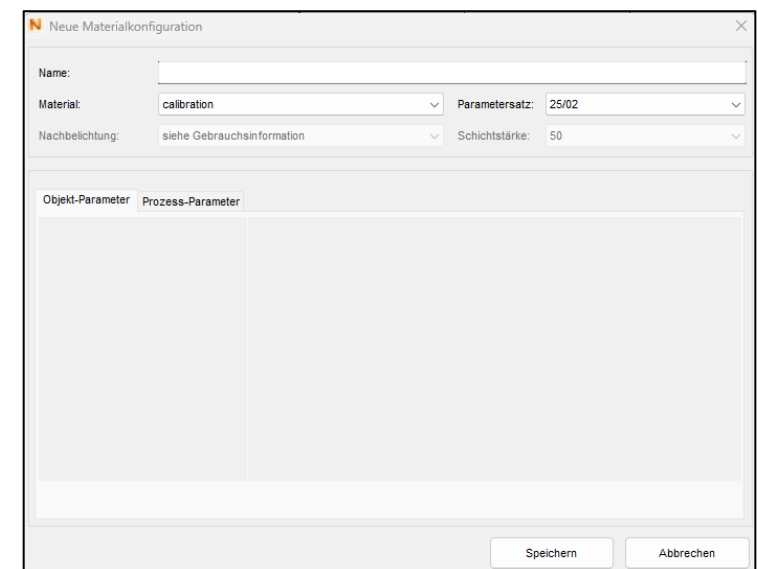 Neue Materialkonfiguration
Name:
Material: calibration Parametersatz: 25/02
Nachbelichtung: siehe Gebrauchsinformation Schichtstärke: 50
Objekt-Parameter Prozess-Parameter
Speichern Abbrechen